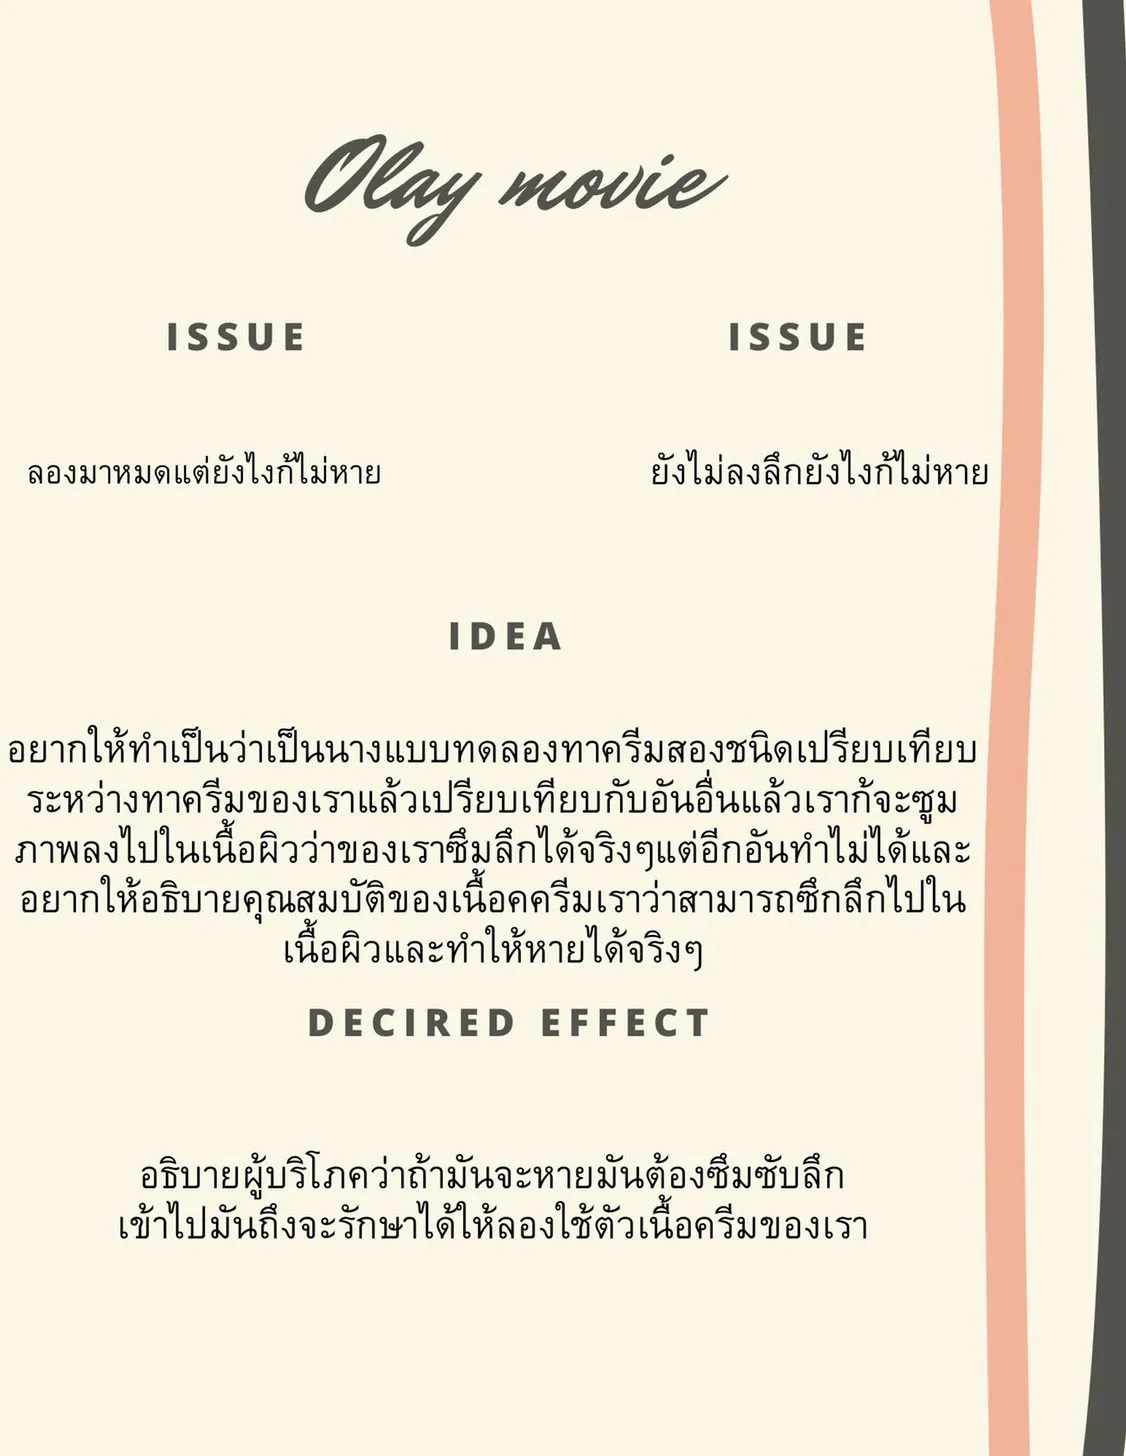 Olay movie
ISSUE
ISSUE
ลองมาหมดแต่ยังไงก้ไม่หาย
ยังไม่ลงลึกยังไงก้ไม่หาย
IDEA
อยากให้ทำเป็นว่าเป็นนางแบบทดลองทาครีมสองชนิดเปรียบเทียบ
ระหว่างทาครีมของเราแล้วเปรียบเทียบกับอันอื่นแล้วเราก้จะซูม
ภาพลงไปในเนื้อผิวว่าของเราซึมลึกได้จริงๆแต่อีกอันทำไม่ได้และ
อยากให้อธิบายคุณสมบัติของเนื้อคครีมเราว่าสามารถซึกลึกไปใน
เนื้อผิวและทำให้หายได้จริงๆ
DECIRED EFFECT
อธิบายผู้บริโภคว่าถ้ามันจะหายมันต้องซึมซับลึก
เข้าไปมันถึงจะรักษาได้ให้ลองใช้ตัวเนื้อครีมของเรา